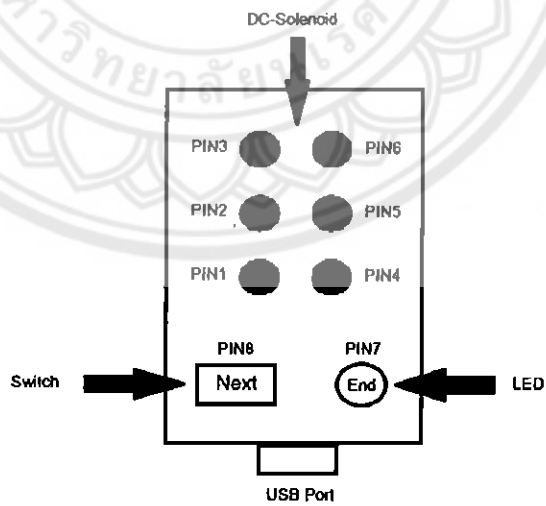 DC-Solenoid
PIN3 PIN6
PIN2 PIN5
PIN1 PIN4
PIN8 PIN7
Switch Next End LED
USB Port